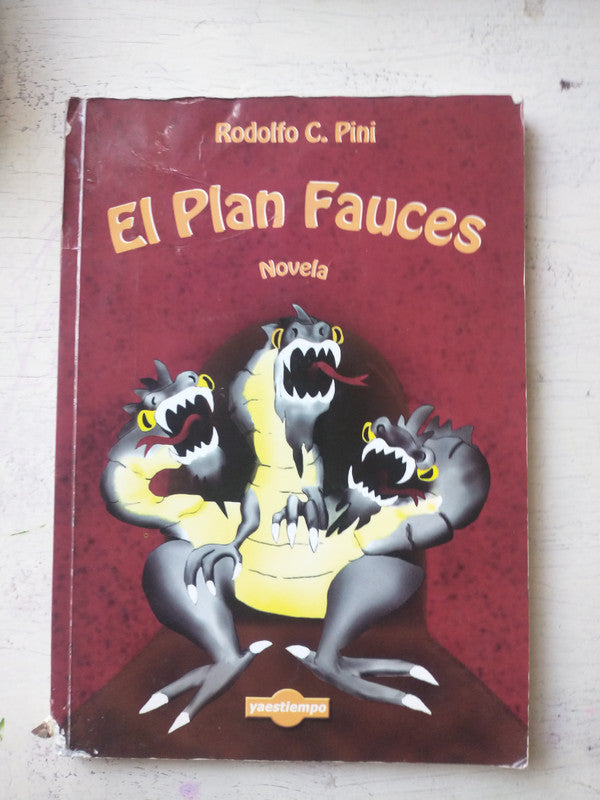 Rodolfo C. Pini
El Plan Fauces
Novela
yaestiempo